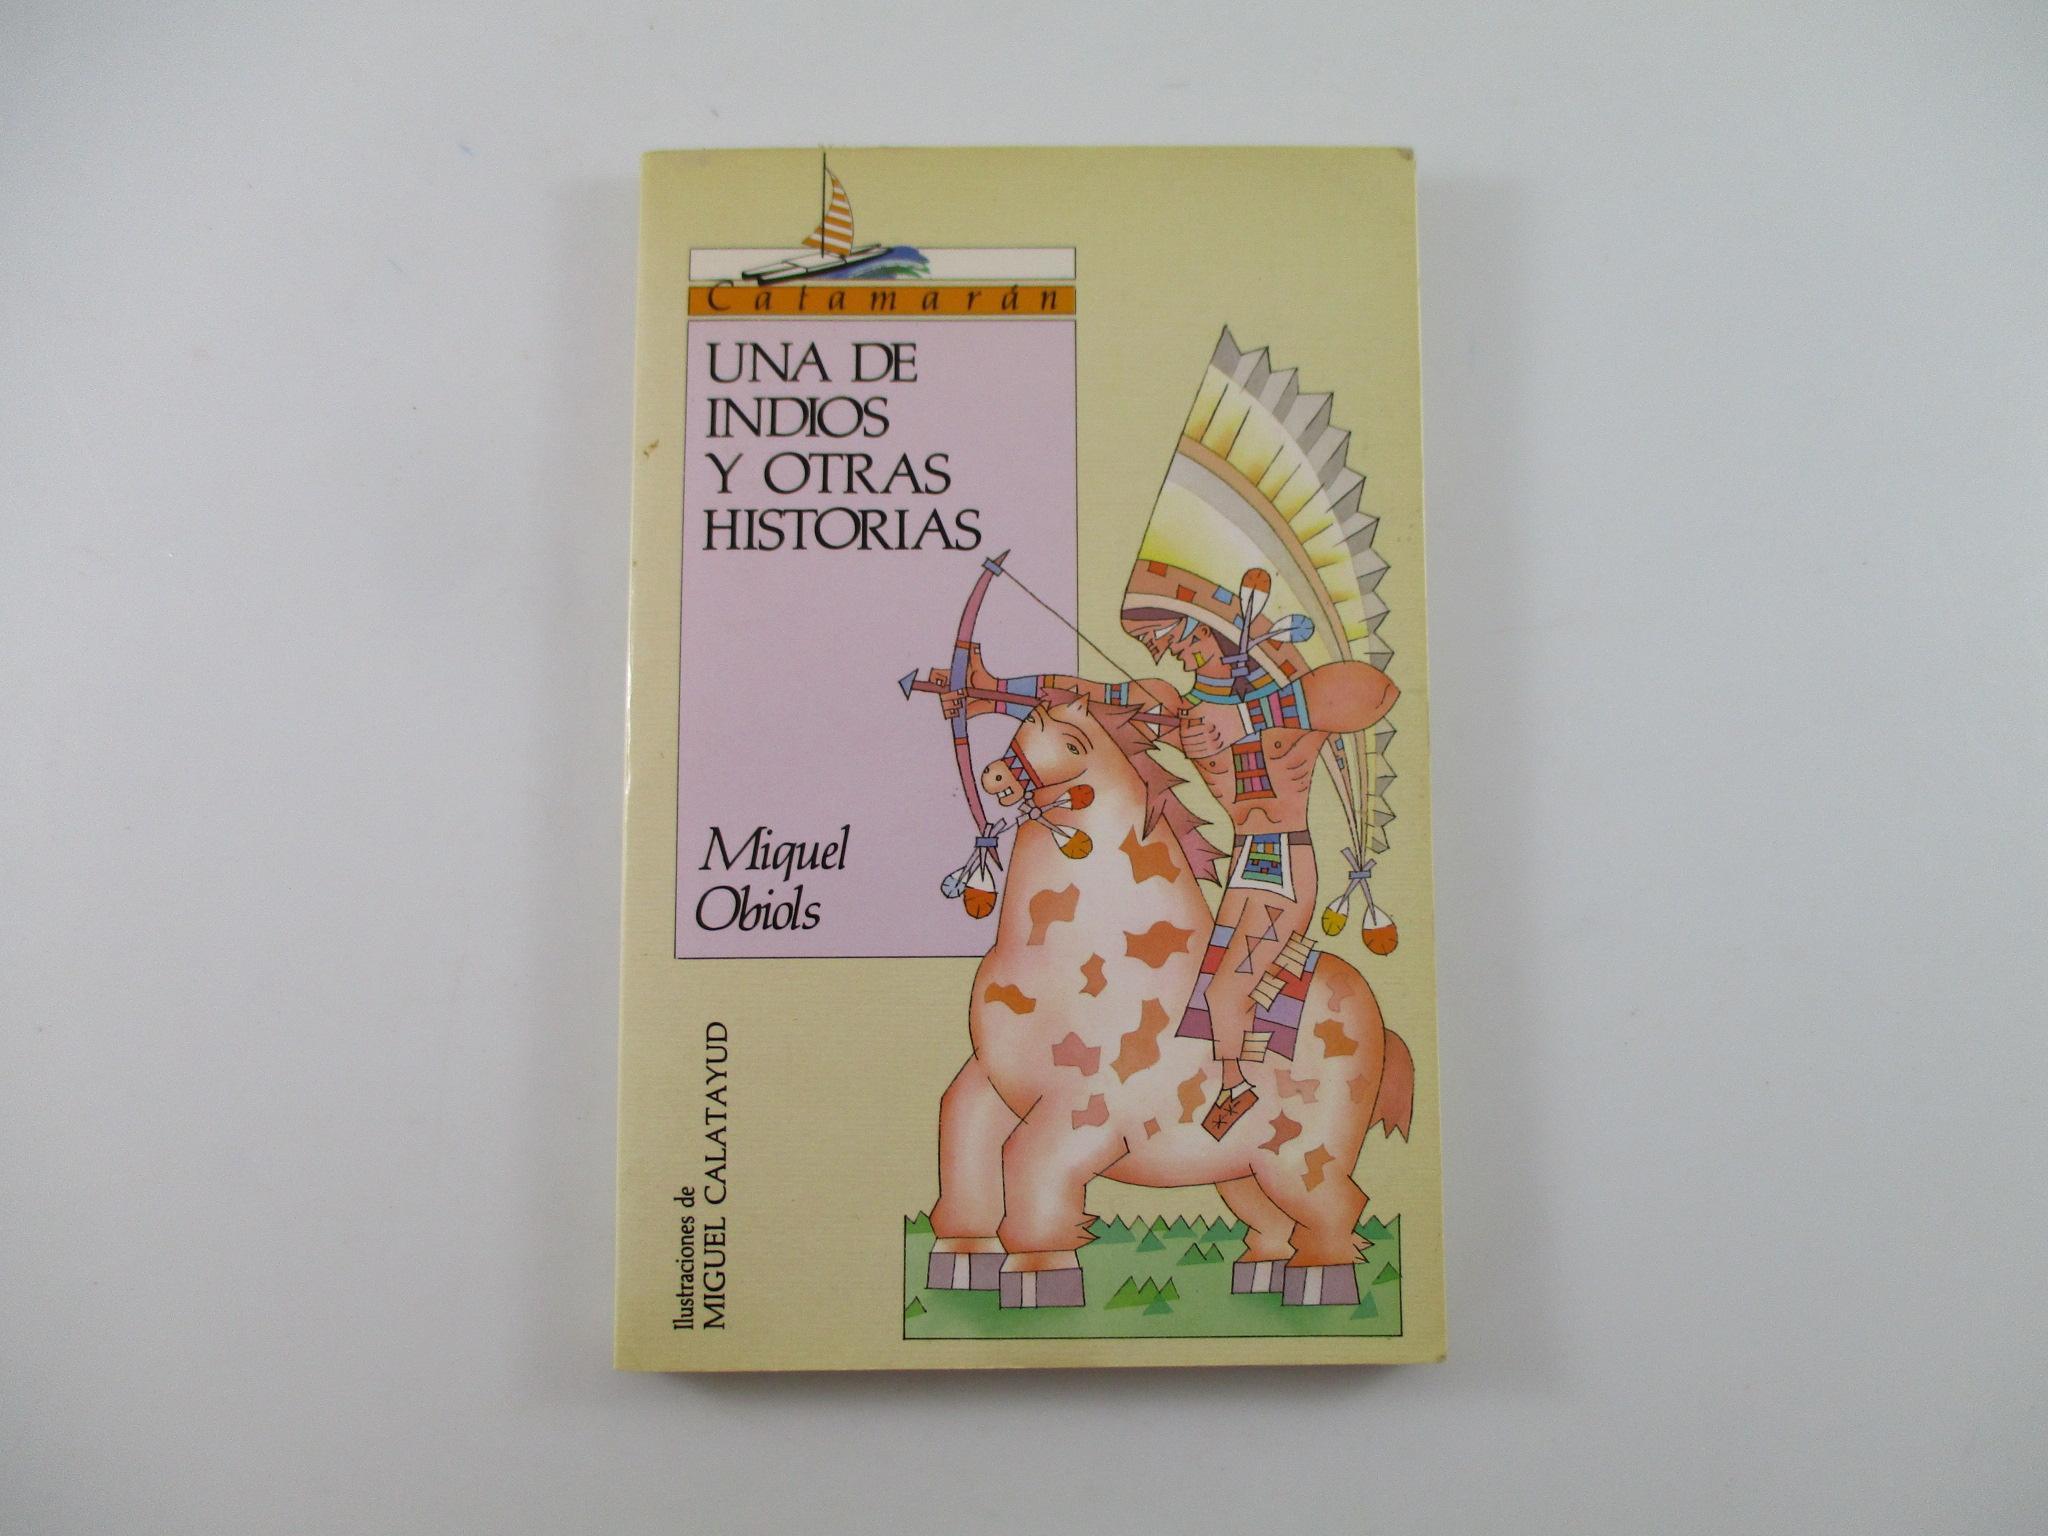 Catamarán
UNA DE
INDIOS
Y OTRAS
HISTORIAS
Miquel
Obiols
Ilustraciones de
MIGUEL CALATAYUD